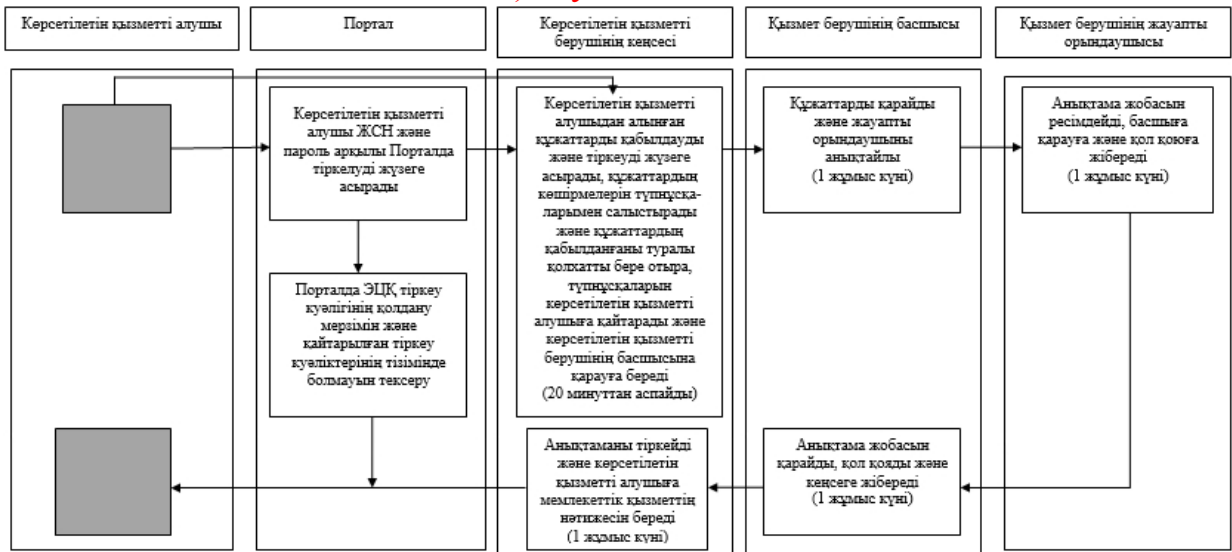 Көрсетілетін қызметті алушы
Портал
Көрсетілетін қызметті
берушінің кеңсесі
Қызмет берушінің басшысы
Қызмет берушінің жауапты
орындаушысы
Көрсетілетін қызметті
алушы ЖСН және
пароль арқылы Порталда
тіркелуді жүзеге
асырады
Көрсетілетін қызметті
алушыдан алынған
құжаттарды қабылдауды
және тіркеуді жүзеге
асырады, құжаттардың
көшірмелерін түпнұсқа-
ларымен салыстырады
және құжаттардың
қабылданғаны туралы
қолхатты бере отыра,
түпнұсқаларын
көрсетілетін қызметті
алушыға қайтарады және
көрсетілетін қызметті
берушінің басшысына
қарауға береді
(20 минуттан аспайды)
Құжаттарды қарайды
және жауапты
орындаушыны
анықтайлы
(1 жұмыс күні)
Анықтама жобасын
ресімдейді, басшыға
қарауға және қол қоюға
жібереді
(1 жұмыс күні)
Порталда ЭЦҚ тіркеу
куәлігінің қолдану
мерзімін және
қайтарылған тіркеу
куәліктерінің тізімінде
болмауын тексеру
Анықтаманы тіркейді
және көрсетілетін
қызметті алушыға
мемлекеттік қызметтің
нәтижесін береді
(1 жұмыс күні)
Анықтама жобасын
қарайды, қол қояды және
кеңсеге жібереді
(1 жұмыс күні)